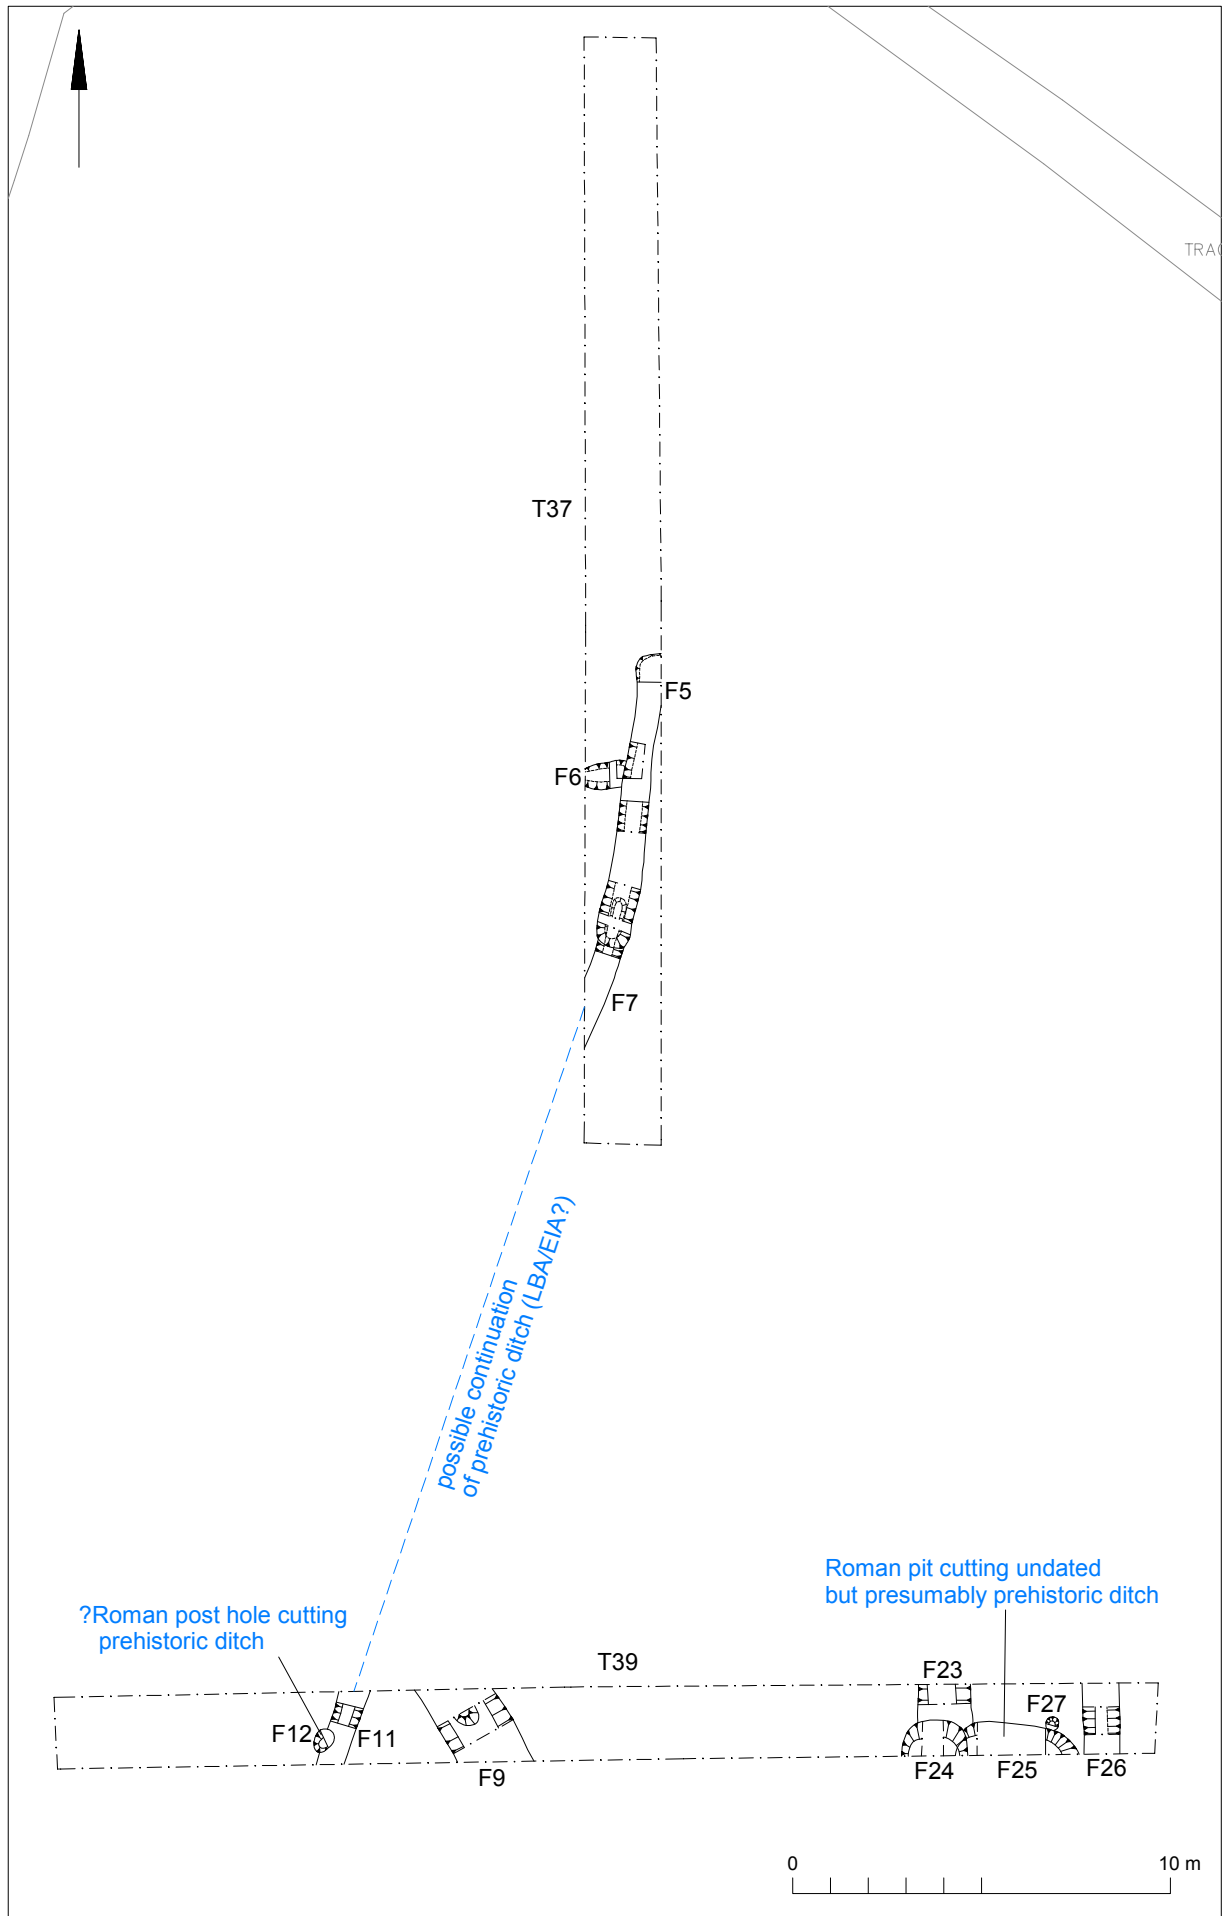 TRAC
T37
F5
F6
F7
possible continuation
of prehistoric ditch (LBA/EIA?)
Roman pit cutting undated
but presumably prehistoric ditch
?Roman post hole cutting
prehistoric ditch
T39
F23
F27
F12
F11
F9
F24
F25
F26
0
10 m